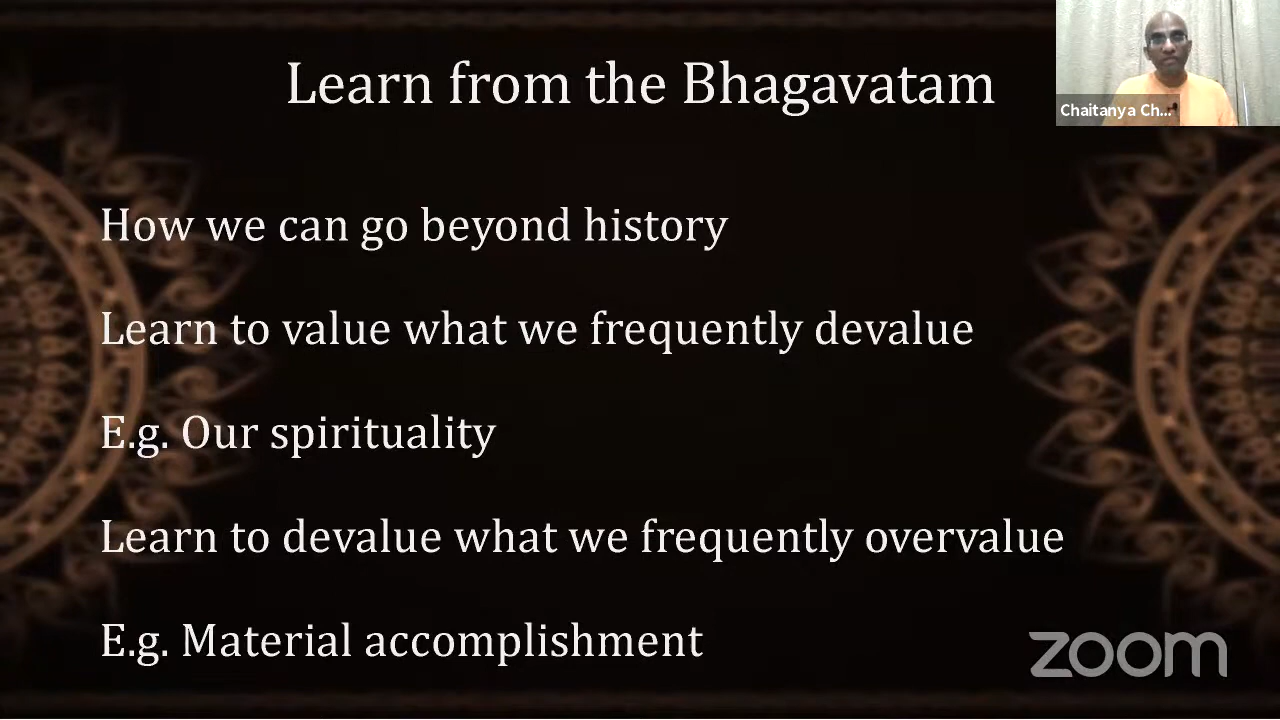 Learn from the Bhagavatam
Chaitanya Ch...
How we can go beyond history
Learn to value what we frequently devalue
E.g. Our spirituality
Learn to devalue what we frequently overvalue
E.g. Material accomplishment
zoom